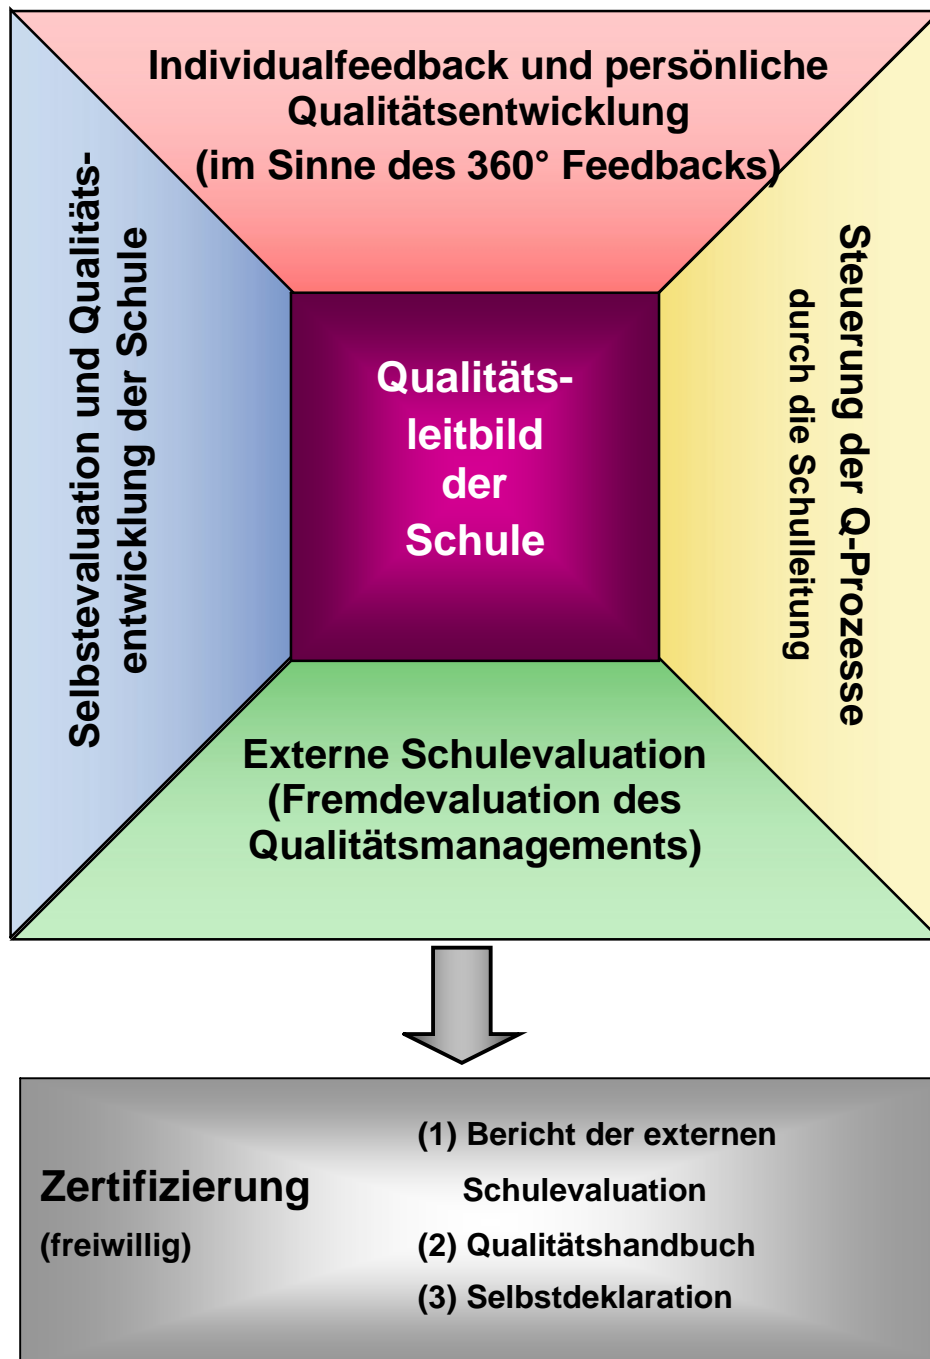 Individualfeedback und persönliche
Qualitätsentwicklung
(im Sinne des 360° Feedbacks)
Selbstevaluation und Qualitäts-
entwicklung der Schule
Qualitäts-
leitbild
der
Schule
Steuerung der Q-Prozesse
durch die Schulleitung
Externe Schulevaluation
(Fremdevaluation des
Qualitätsmanagements)
Zertifizierung
(freiwillig)
(1) Bericht der externen
Schulevaluation
(2) Qualitätshandbuch
(3) Selbstdeklaration